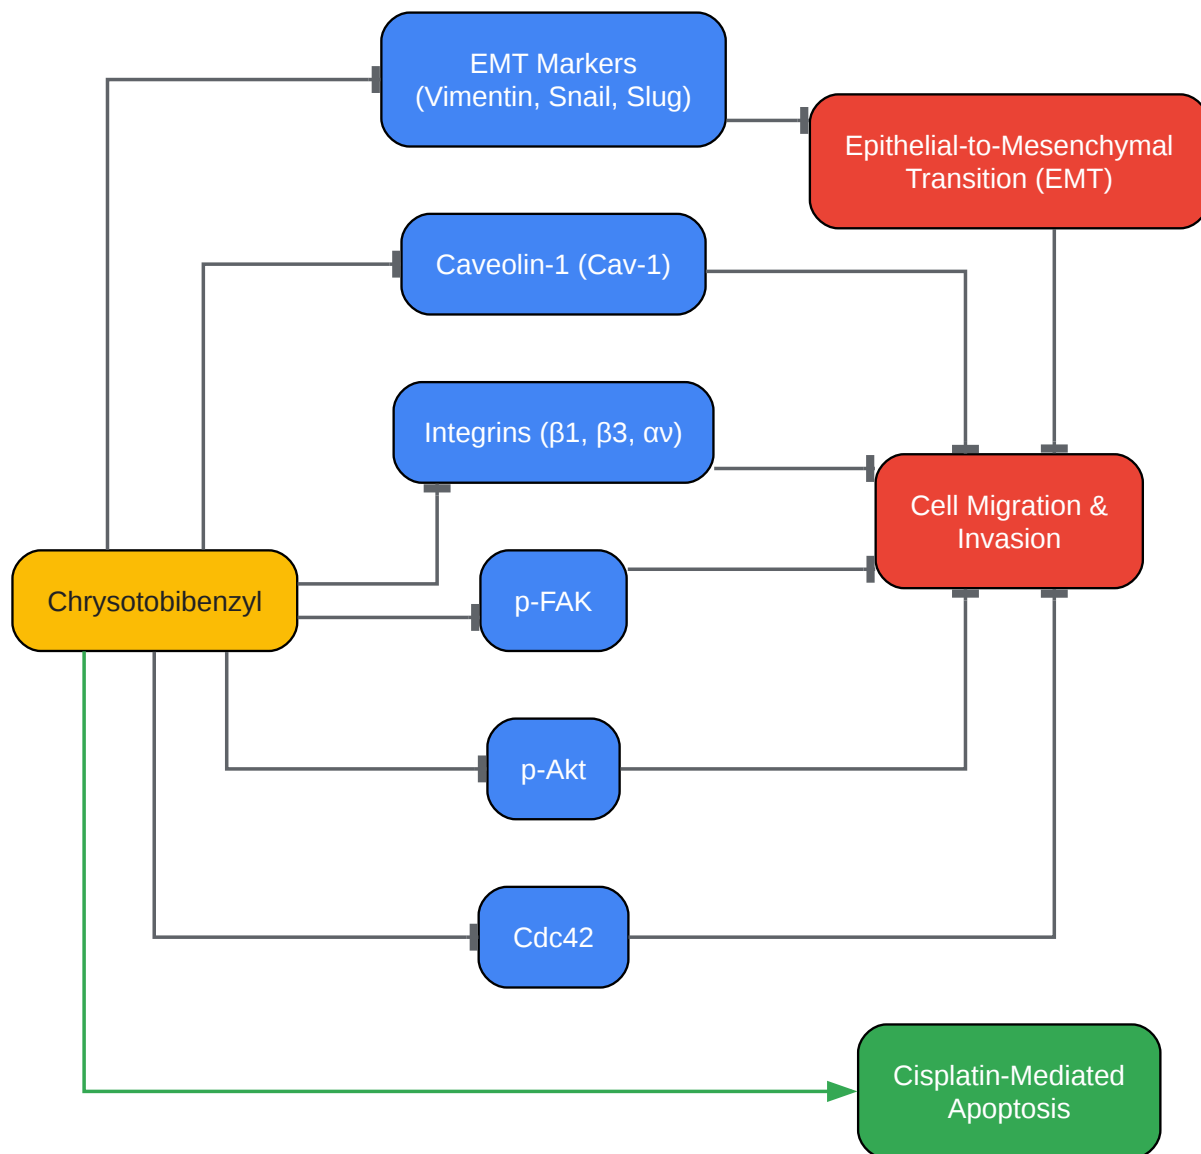 EMT Markers
(Vimentin, Snail, Slug)
Epithelial-to-Mesenchymal
Transition (EMT)
Caveolin-1 (Cav-1)
Integrins (β1, β3, αν)
Cell Migration &
Invasion
Chrysotobibenzyl
p-FAK
p-Akt
Cdc42
Cisplatin-Mediated
Apoptosis